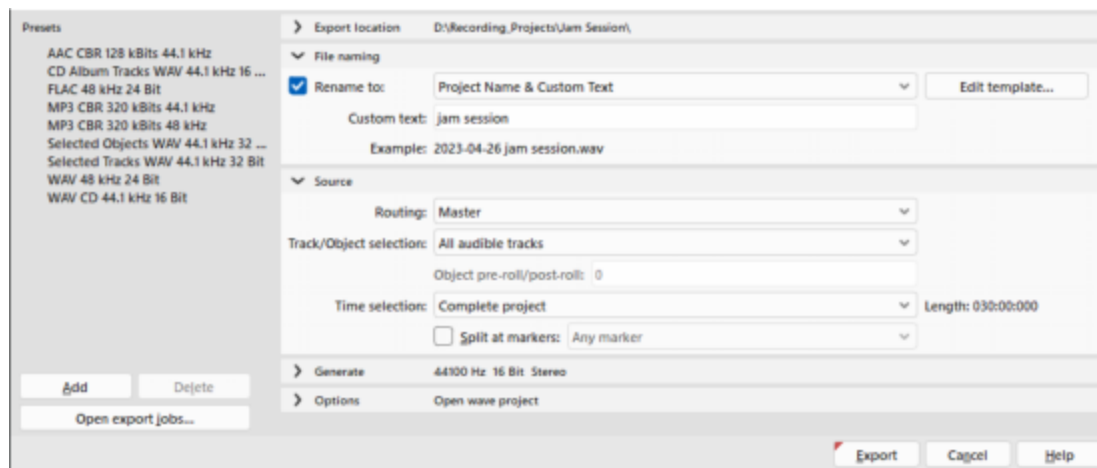 Presets
AAC CBR 128 kBits 44.1 kHz
CD Album Tracks WAV 44.1 kHz 16 ...
FLAC 48 kHz 24 Bit
MP3 CBR 320 kBits 44.1 kHz
MP3 CBR 320 kBits 48 kHz
Selected Objects WAV 44.1 kHz 32 ...
Selected Tracks WAV 44.1 kHz 32 Bit
WAV 48 kHz 24 Bit
WAV CD 44.1 kHz 16 Bit
Add Delete
Open export jobs...
Export location D:\Recording_Projects\Jam Session\
File naming
Rename to: Project Name & Custom Text Edit template...
Custom text: jam session
Example: 2023-04-26 jam session.wav
Source
Routing: Master
Track/Object selection: All audible tracks
Object pre-roll/post-roll: 0
Time selection: Complete project Length: 030:00:000
Split at markers: Any marker
Generate 44100 Hz 16 Bit Stereo
Options Open wave project
Export Cancel Help